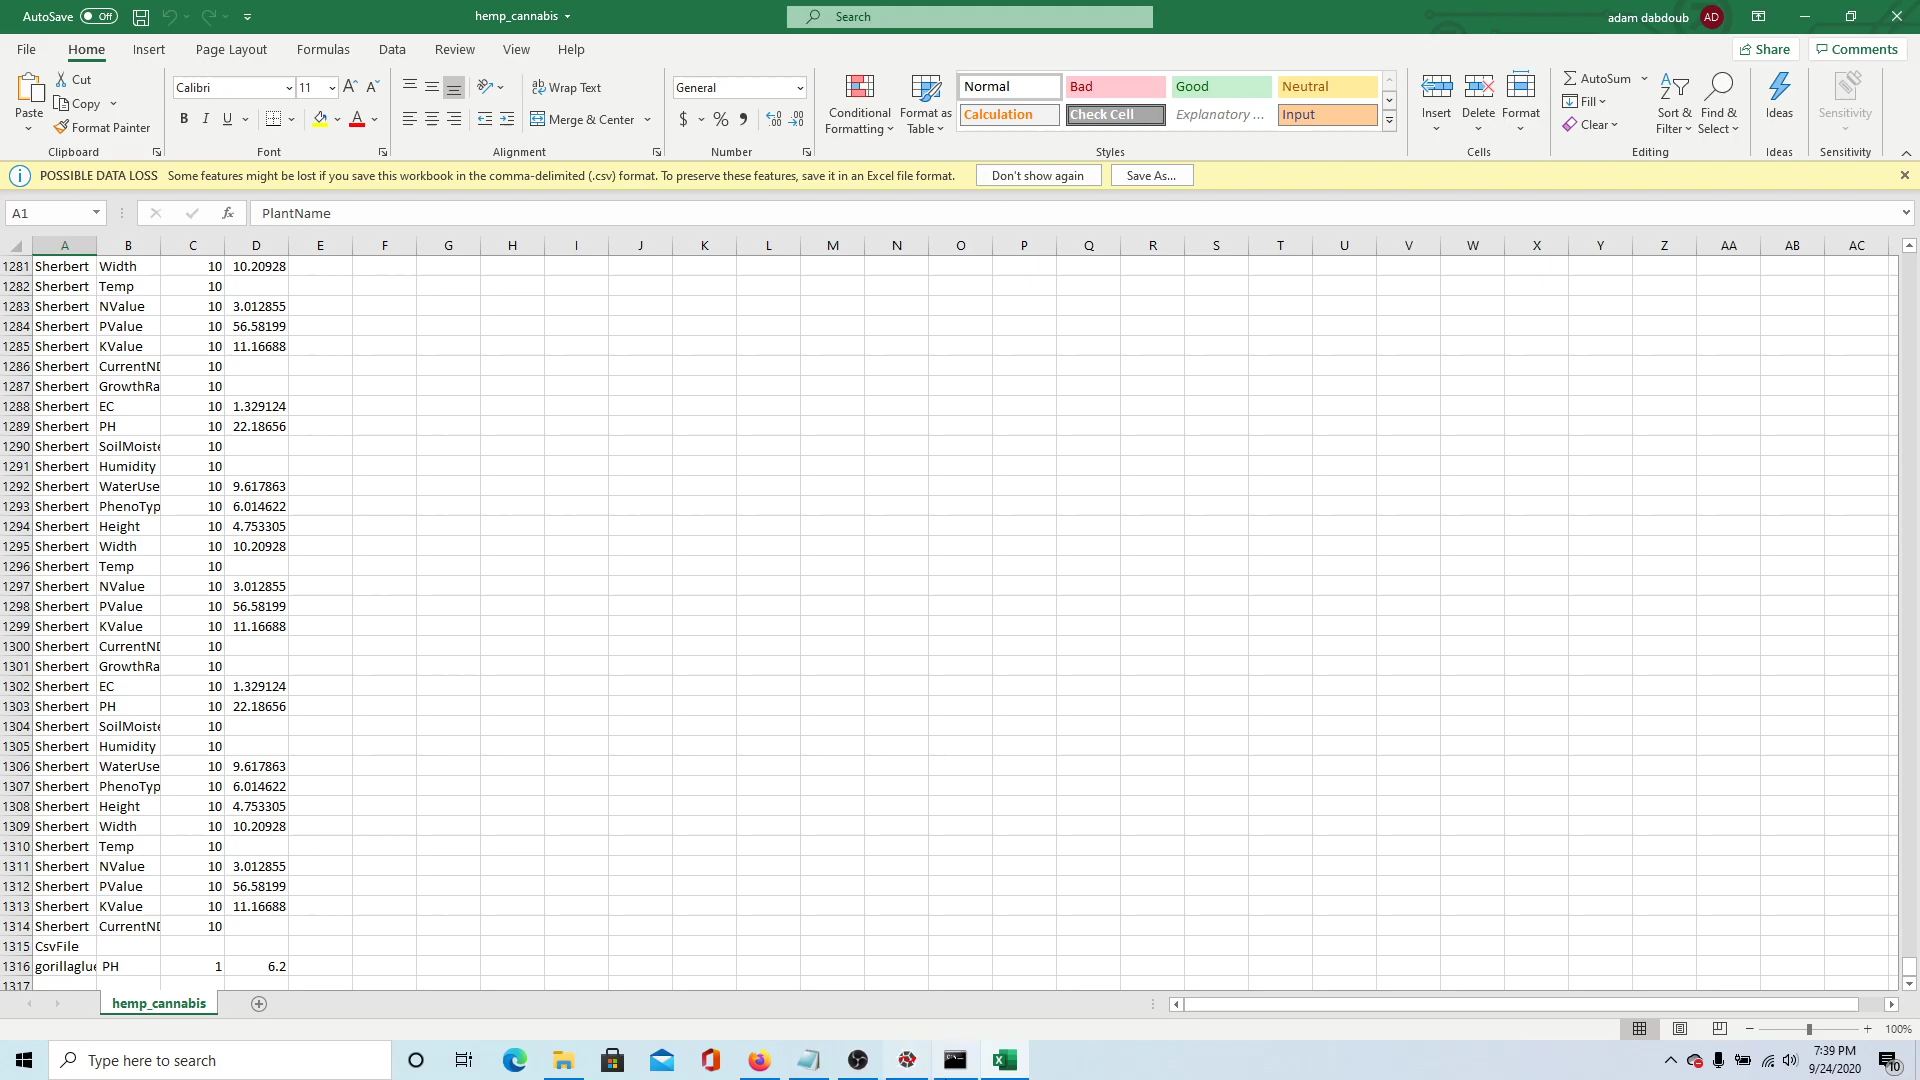 AutoSave Off hemp_cannabis Search adam dabdoub AD
File Home Insert Page Layout Formulas Data Review View Help Share Comments
Paste Cut Copy Format Painter Clipboard
Calibri 11 B I U Font
Wrap Text Merge & Center Alignment
General $ % Number
Conditional Formatting Format as Table
Normal Bad Good Neutral
Calculation Check Cell Explanatory ... Input
Styles
Insert Delete Format Cells
AutoSum Fill Clear Sort & Filter Find & Select Editing
Ideas Ideas
Sensitivity Sensitivity
POSSIBLE DATA LOSS Some features might be lost if you save this workbook in the comma-delimited (.csv) format. To preserve these features, save it in an Excel file format. Don't show again Save As...
A1 fx PlantName
A B C D E F G H I J K L M N O P Q R S T U V W X Y Z AA AB AC
1281 Sherbert Width 10 10.20928
1282 Sherbert Temp 10
1283 Sherbert NValue 10 3.012855
1284 Sherbert PValue 10 56.58199
1285 Sherbert KValue 10 11.16688
1286 Sherbert CurrentND 10
1287 Sherbert GrowthRa 10
1288 Sherbert EC 10 1.329124
1289 Sherbert PH 10 22.18656
1290 Sherbert SoilMoiste 10
1291 Sherbert Humidity 10
1292 Sherbert WaterUse 10 9.617863
1293 Sherbert PhenoTyp 10 6.014622
1294 Sherbert Height 10 4.753305
1295 Sherbert Width 10 10.20928
1296 Sherbert Temp 10
1297 Sherbert NValue 10 3.012855
1298 Sherbert PValue 10 56.58199
1299 Sherbert KValue 10 11.16688
1300 Sherbert CurrentND 10
1301 Sherbert GrowthRa 10
1302 Sherbert EC 10 1.329124
1303 Sherbert PH 10 22.18656
1304 Sherbert SoilMoiste 10
1305 Sherbert Humidity 10
1306 Sherbert WaterUse 10 9.617863
1307 Sherbert PhenoTyp 10 6.014622
1308 Sherbert Height 10 4.753305
1309 Sherbert Width 10 10.20928
1310 Sherbert Temp 10
1311 Sherbert NValue 10 3.012855
1312 Sherbert PValue 10 56.58199
1313 Sherbert KValue 10 11.16688
1314 Sherbert CurrentND 10
1315 CsvFile
1316 gorillaglue PH 1 6.2
1317
hemp_cannabis
100%
Type here to search
7:39 PM
9/24/2020
10